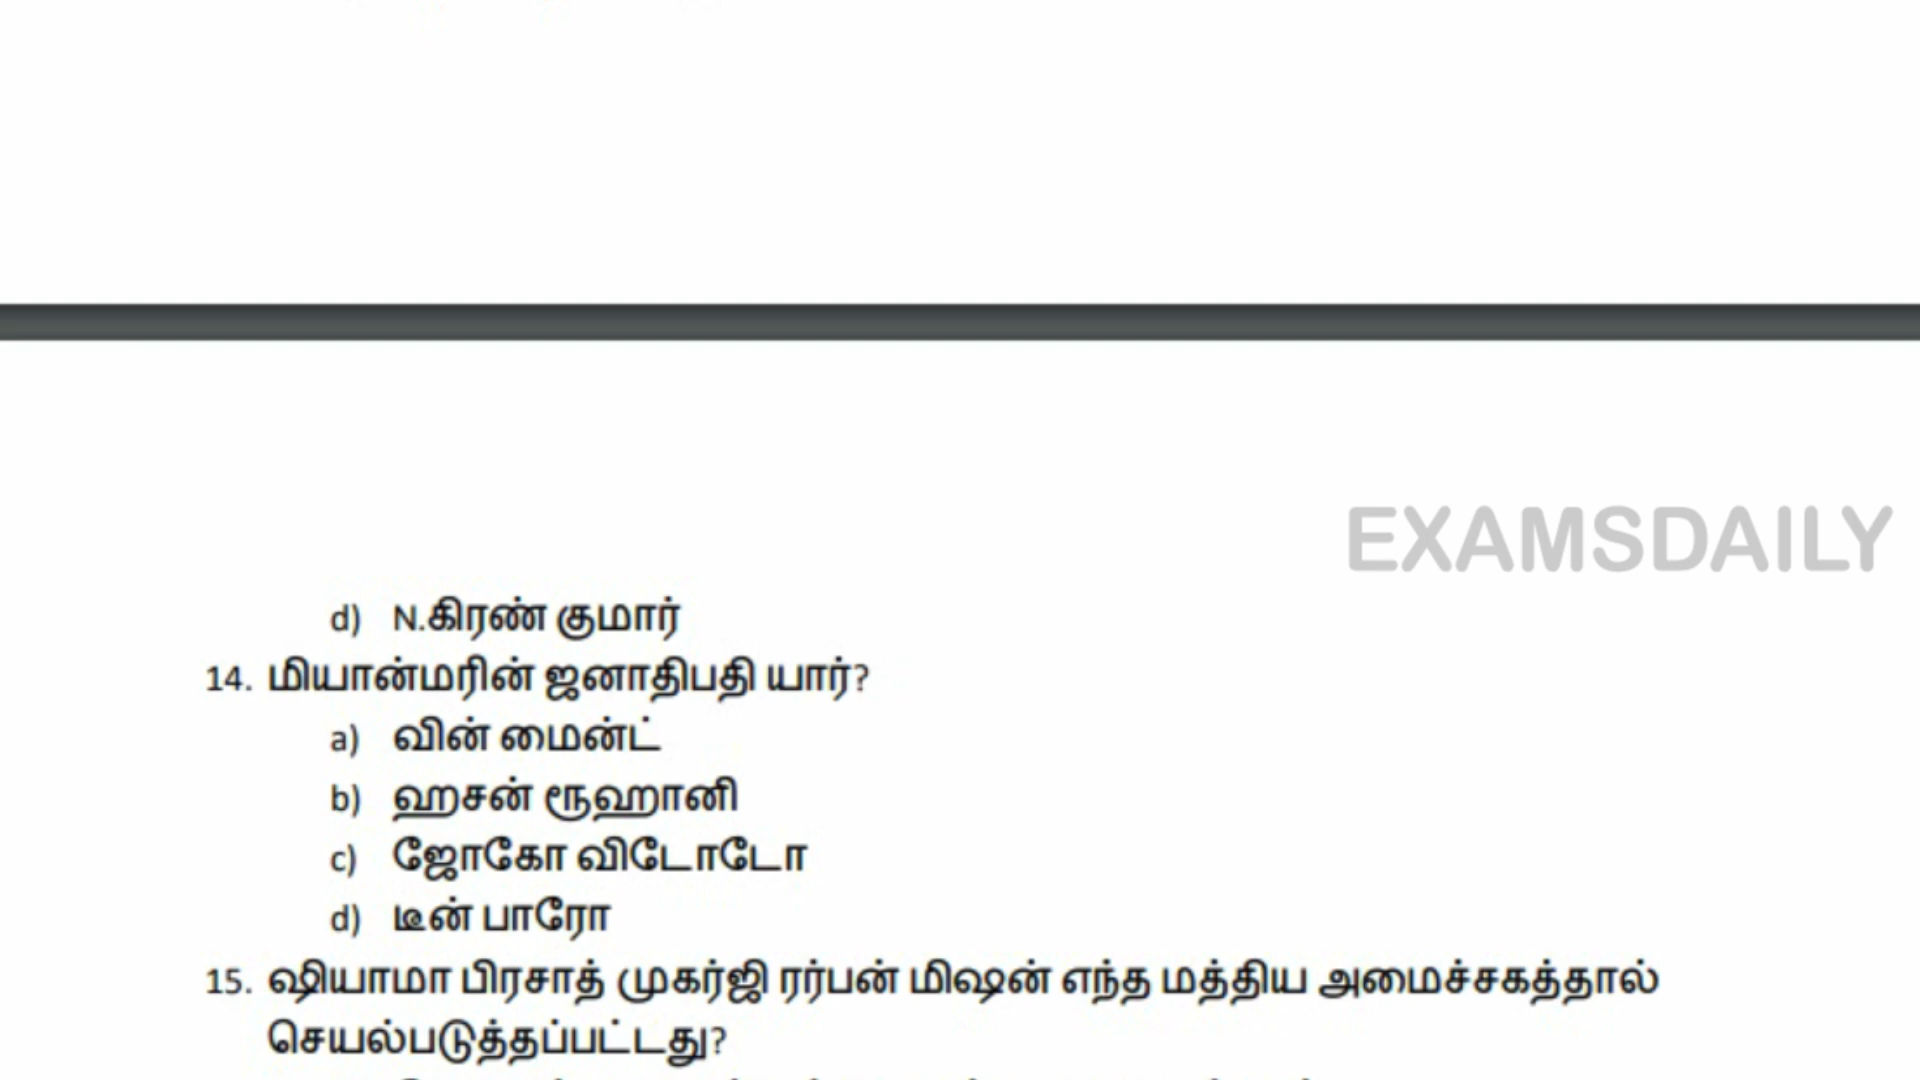 EXAMSDAILY
d) N.கிரண் குமார்
14. மியான்மரின் ஜனாதிபதி யார்?
a) வின் மைன்ட்
b) ஹசன் ரூஹானி
c) ஜோகோ விடோடோ
d) டீன் பாரோ
15. ஷியாமா பிரசாத் முகர்ஜி ரர்பன் மிஷன் எந்த மத்திய அமைச்சகத்தால்
செயல்படுத்தப்பட்டது?